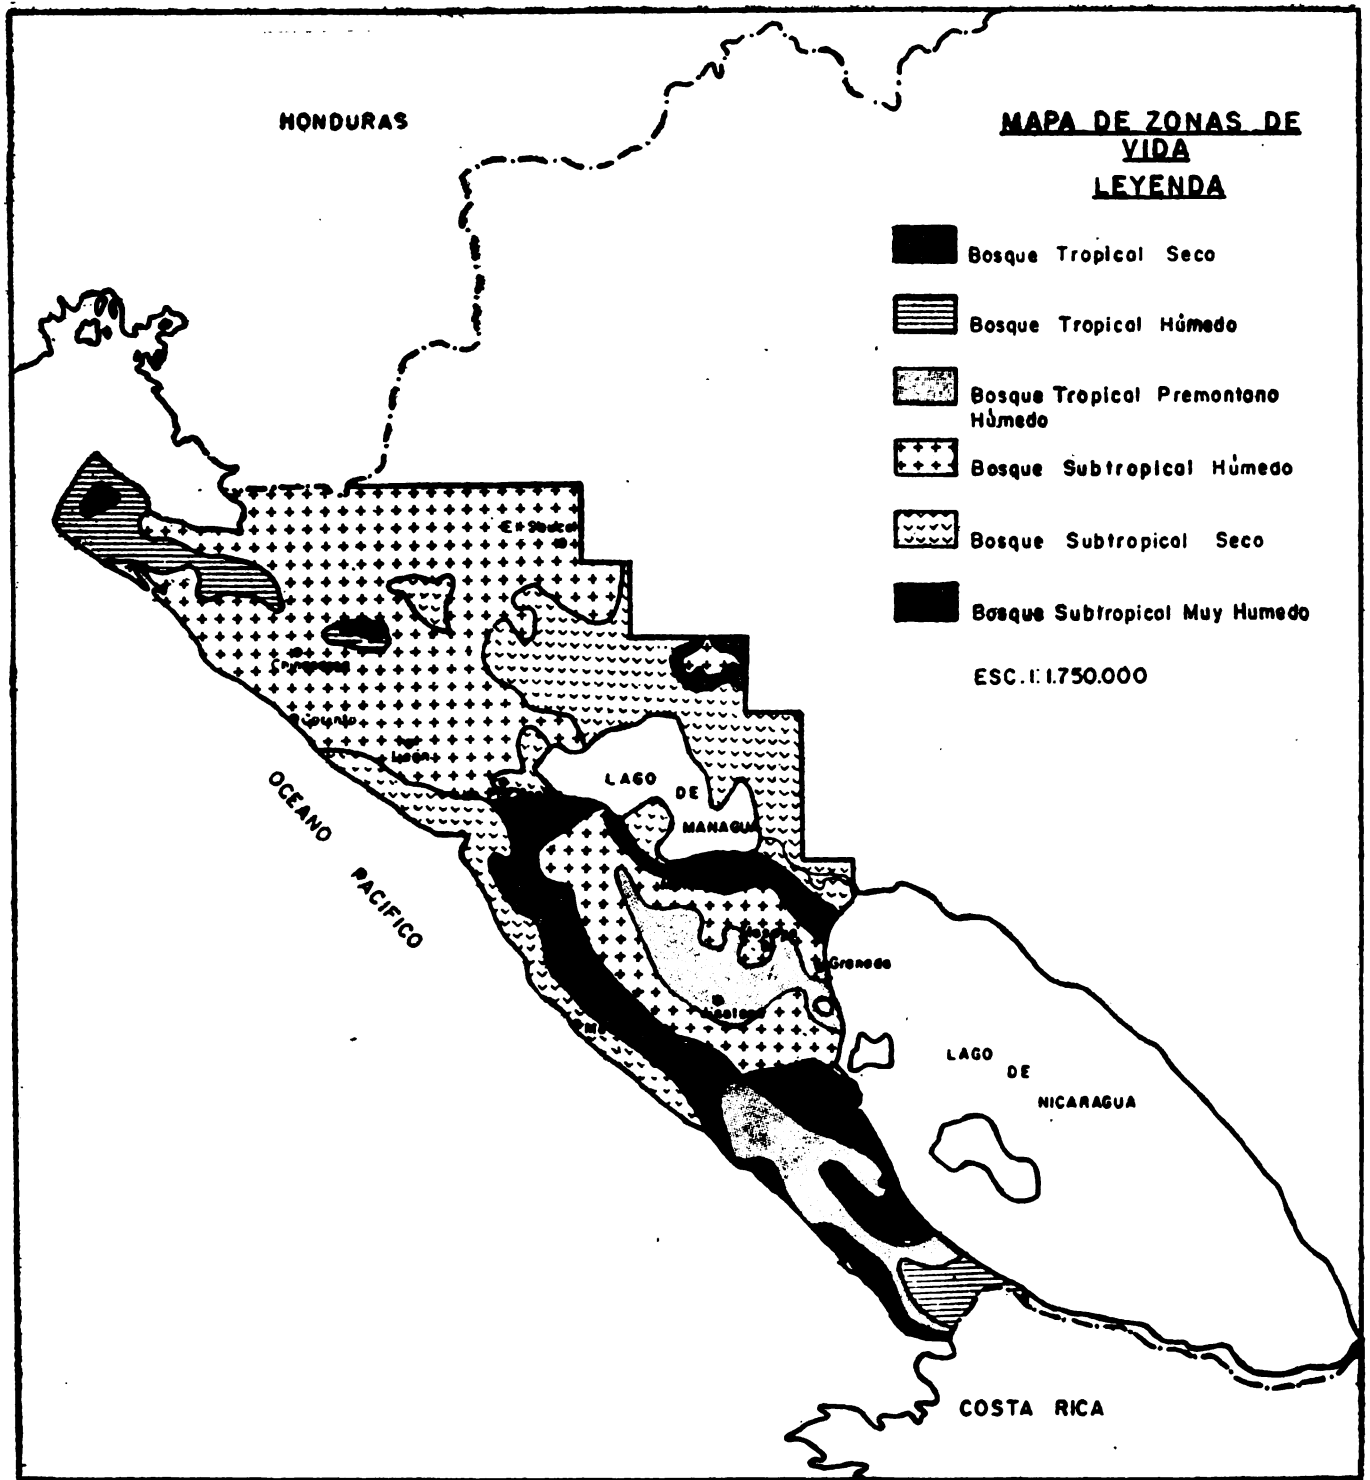 HONDURAS
MAPA DE ZONAS DE
VIDA
LEYENDA
Bosque Tropical Seco
Bosque Tropical Húmedo
Bosque Tropical Premontano
Húmedo
Bosque Subtropical Húmedo
Bosque Subtropical Seco
Bosque Subtropical Muy Humedo
ESC. 1:1.750.000
León
LAGO
DE
MANAGUA
OCEANO
PACIFICO
Granada
LAGO
DE
NICARAGUA
COSTA RICA